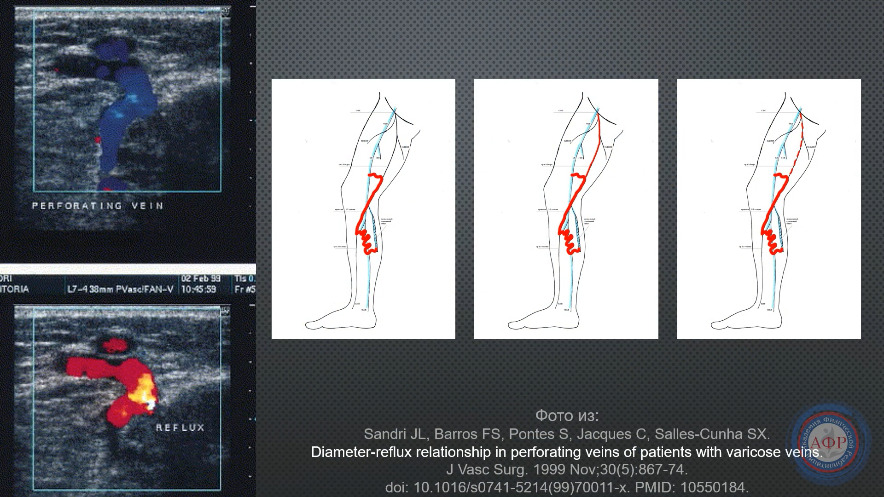 PERFORATING VEIN
ORI
ITORIA
L7-4 38mm PVasc/FAN-V
02 Feb 99
10:45:59
TIs 0.
Fr #5
REFLUX
Фото из:
Sandri JL, Barros FS, Pontes S, Jacques C, Salles-Cunha SX.
Diameter-reflux relationship in perforating veins of patients with varicose veins.
J Vasc Surg. 1999 Nov;30(5):867-74.
doi: 10.1016/s0741-5214(99)70011-x. PMID: 10550184.
АФР